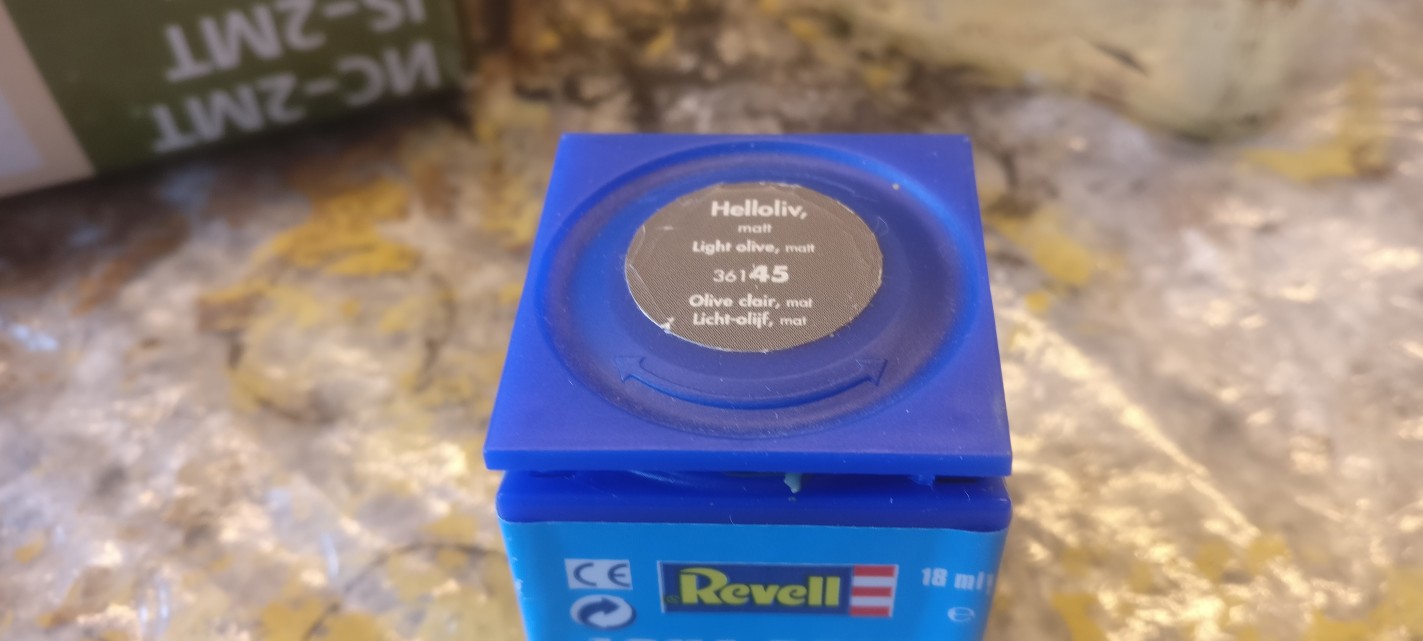 IS-2MT
ИС-2МТ
Helloliv,
matt
Light olive, matt
36145
Olive clair, mat
Licht-olijf, mat
CE
Revell
18 ml
e